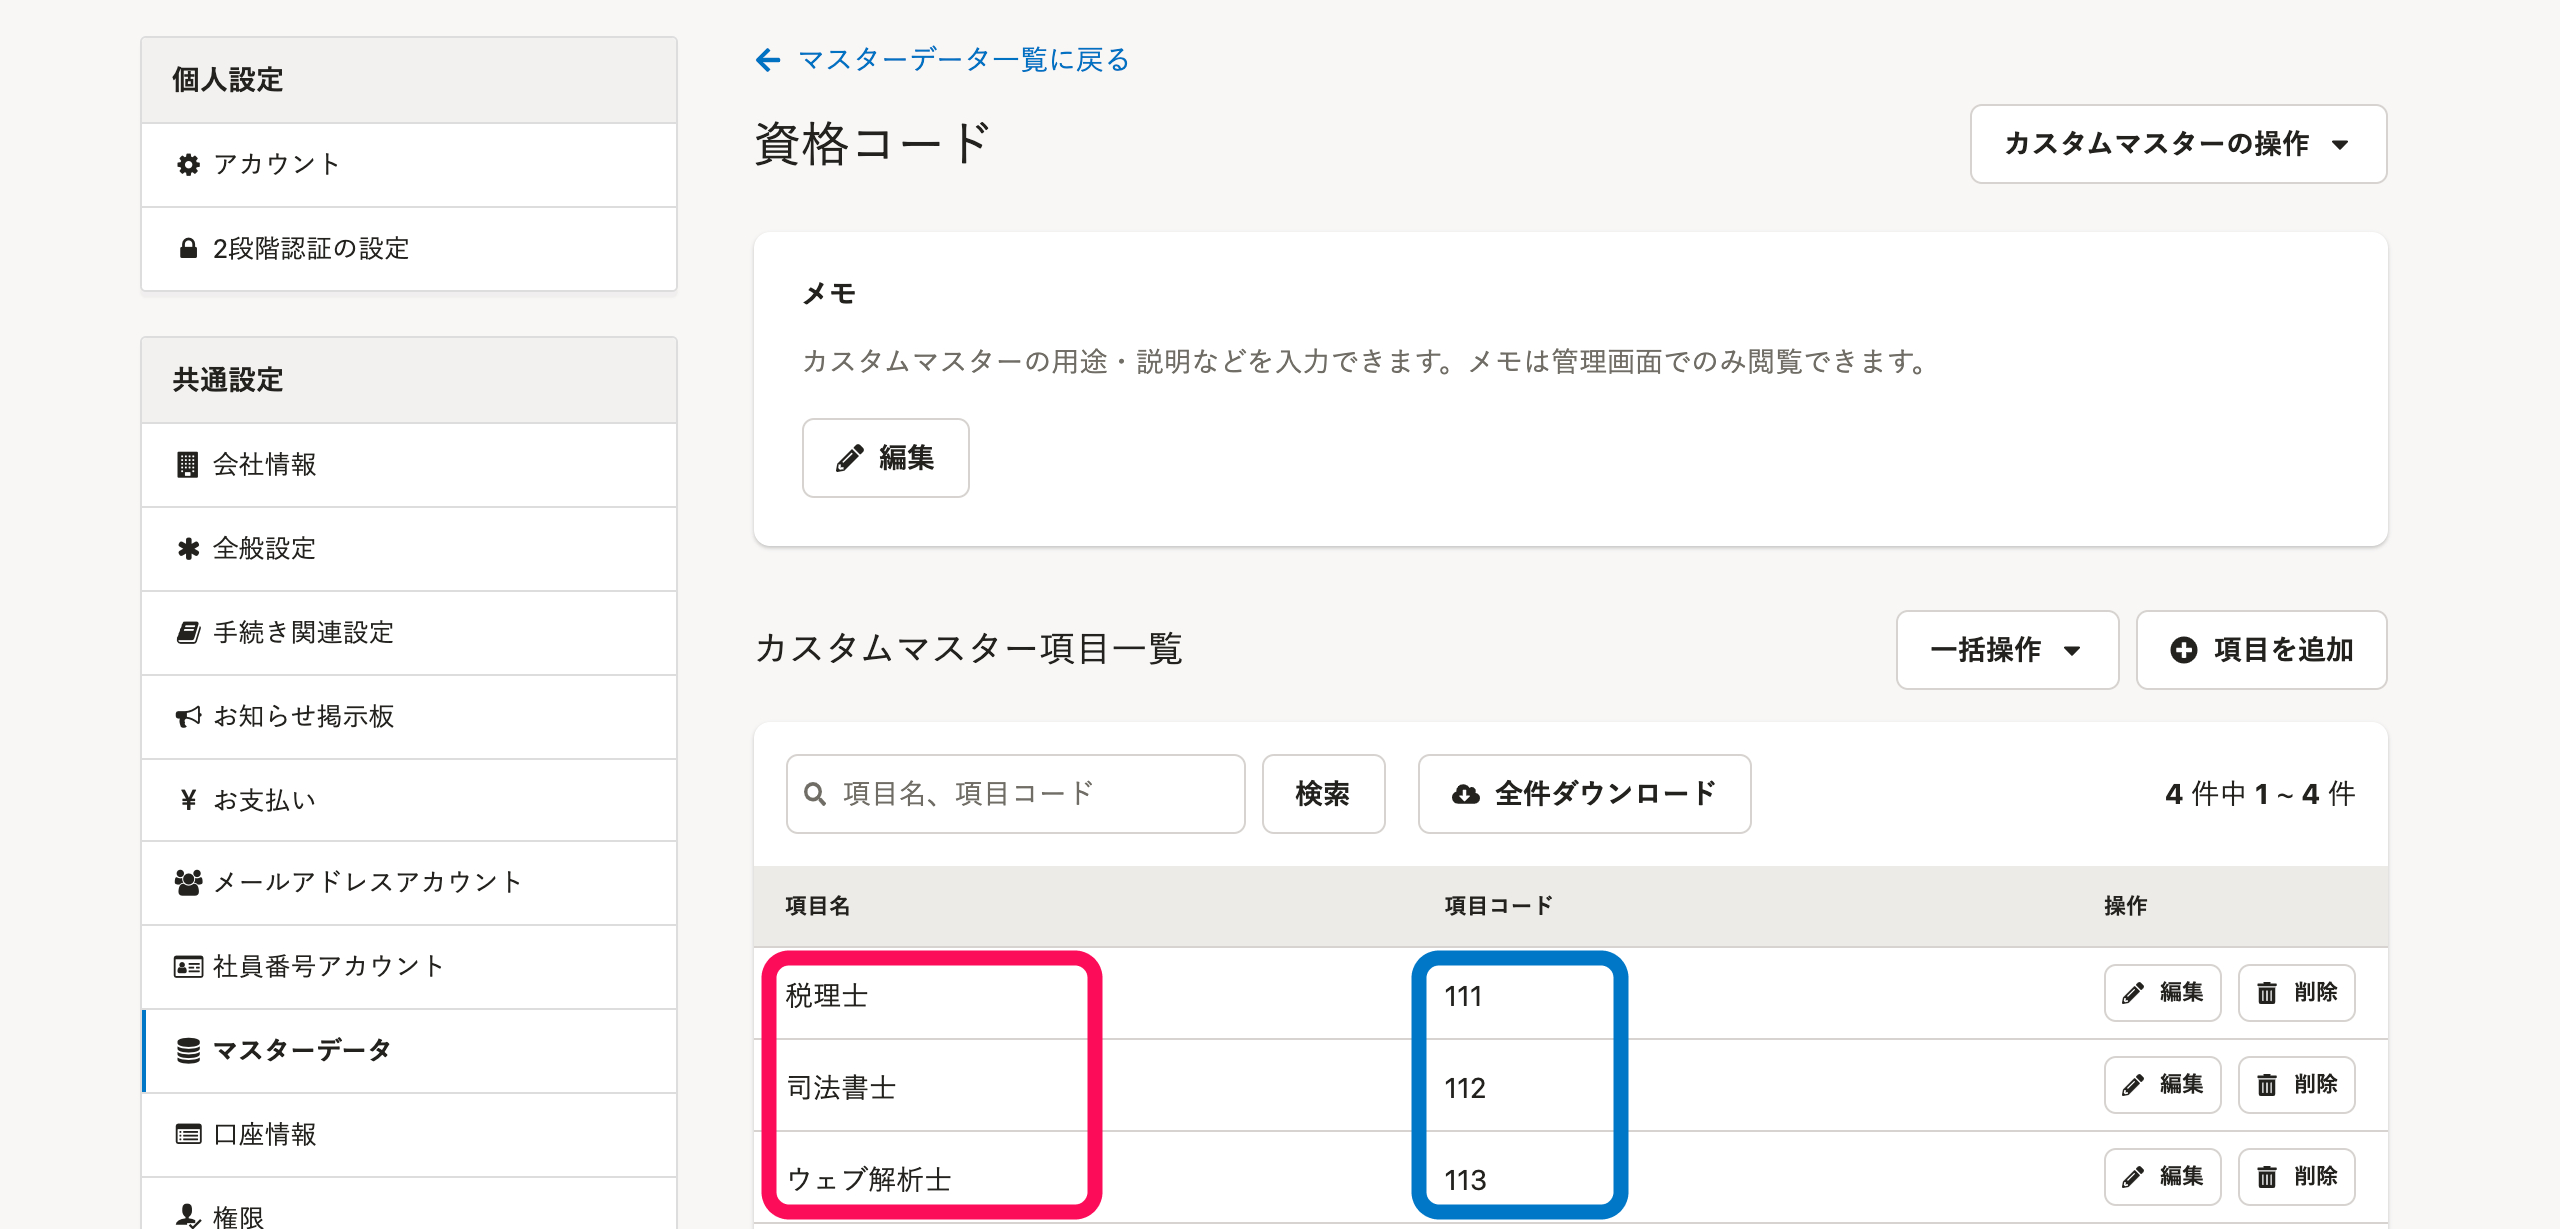 個人設定
アカウント
2段階認証の設定
共通設定
会社情報
全般設定
手続き関連設定
お知らせ掲示板
お支払い
メールアドレスアカウント
社員番号アカウント
マスターデータ
口座情報
権限
マスターデータ一覧に戻る
資格コード
カスタムマスターの操作
メモ
カスタムマスターの用途・説明などを入力できます。メモは管理画面でのみ閲覧できます。
編集
カスタムマスター項目一覧
一括操作
項目を追加
項目名、項目コード
検索
全件ダウンロード
4 件中 1 ~ 4 件
項目名 項目コード 操作
税理士 111 編集 削除
司法書士 112 編集 削除
ウェブ解析士 113 編集 削除